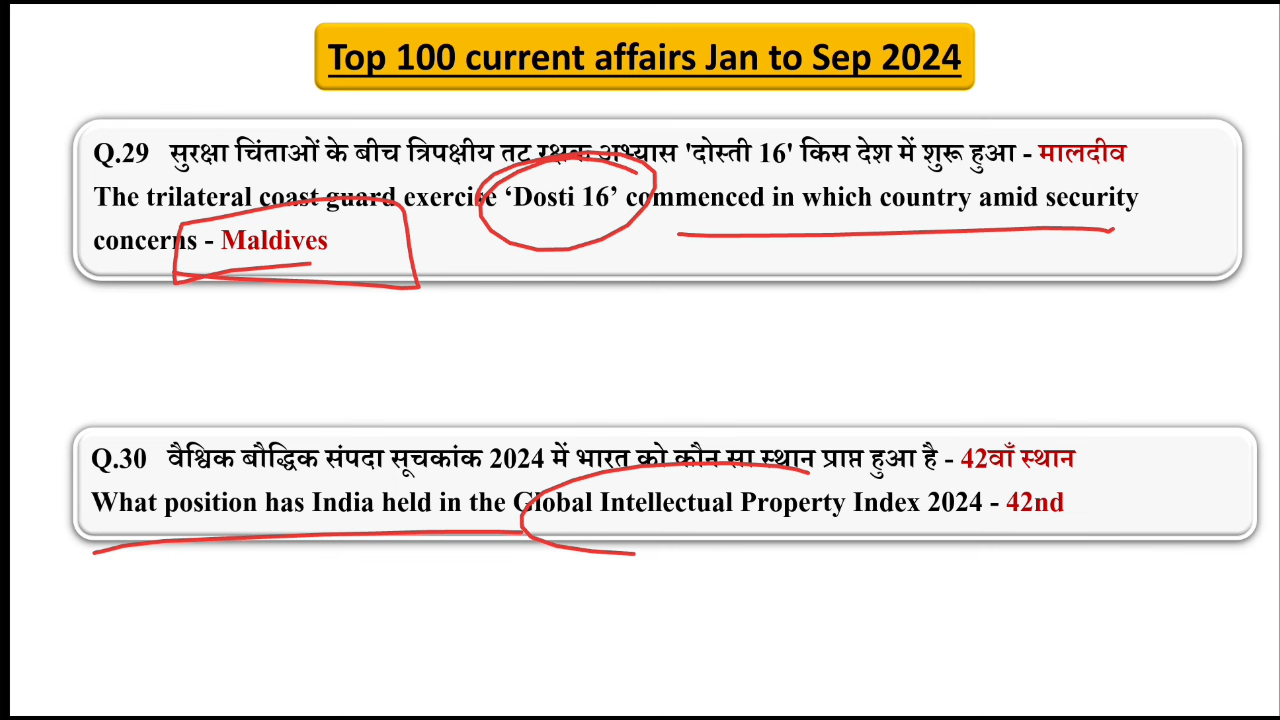 Top 100 current affairs Jan to Sep 2024
Q.29 सुरक्षा चिंताओं के बीच त्रिपक्षीय तट रक्षक अभ्यास 'दोस्ती 16' किस देश में शुरू हुआ - मालदीव
The trilateral coast guard exercise ‘Dosti 16’ commenced in which country amid security
concerns - Maldives
Q.30 वैश्विक बौद्धिक संपदा सूचकांक 2024 में भारत को कौन सा स्थान प्राप्त हुआ है - 42वाँ स्थान
What position has India held in the Global Intellectual Property Index 2024 - 42nd